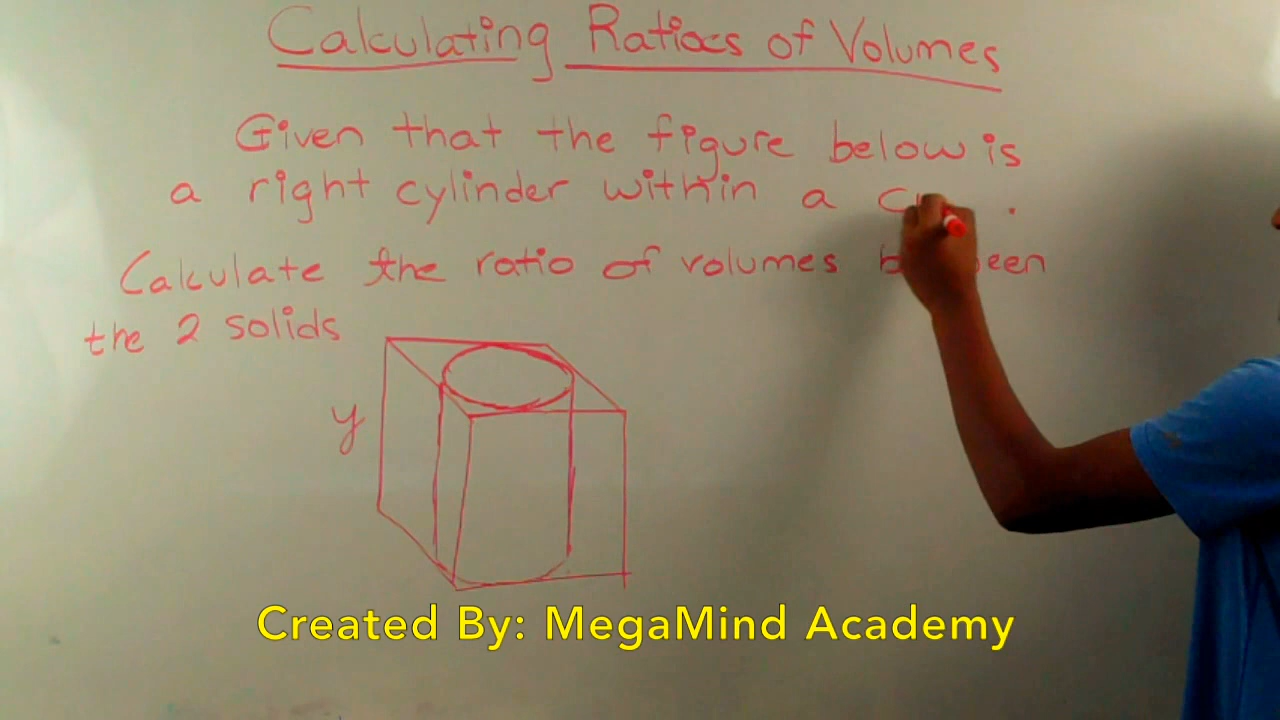 Calculating Ratios of Volumes
Given that the figure below is
a right cylinder within a
Calculate the ratio of volumes
the 2 solids
y
Created By: MegaMind Academy